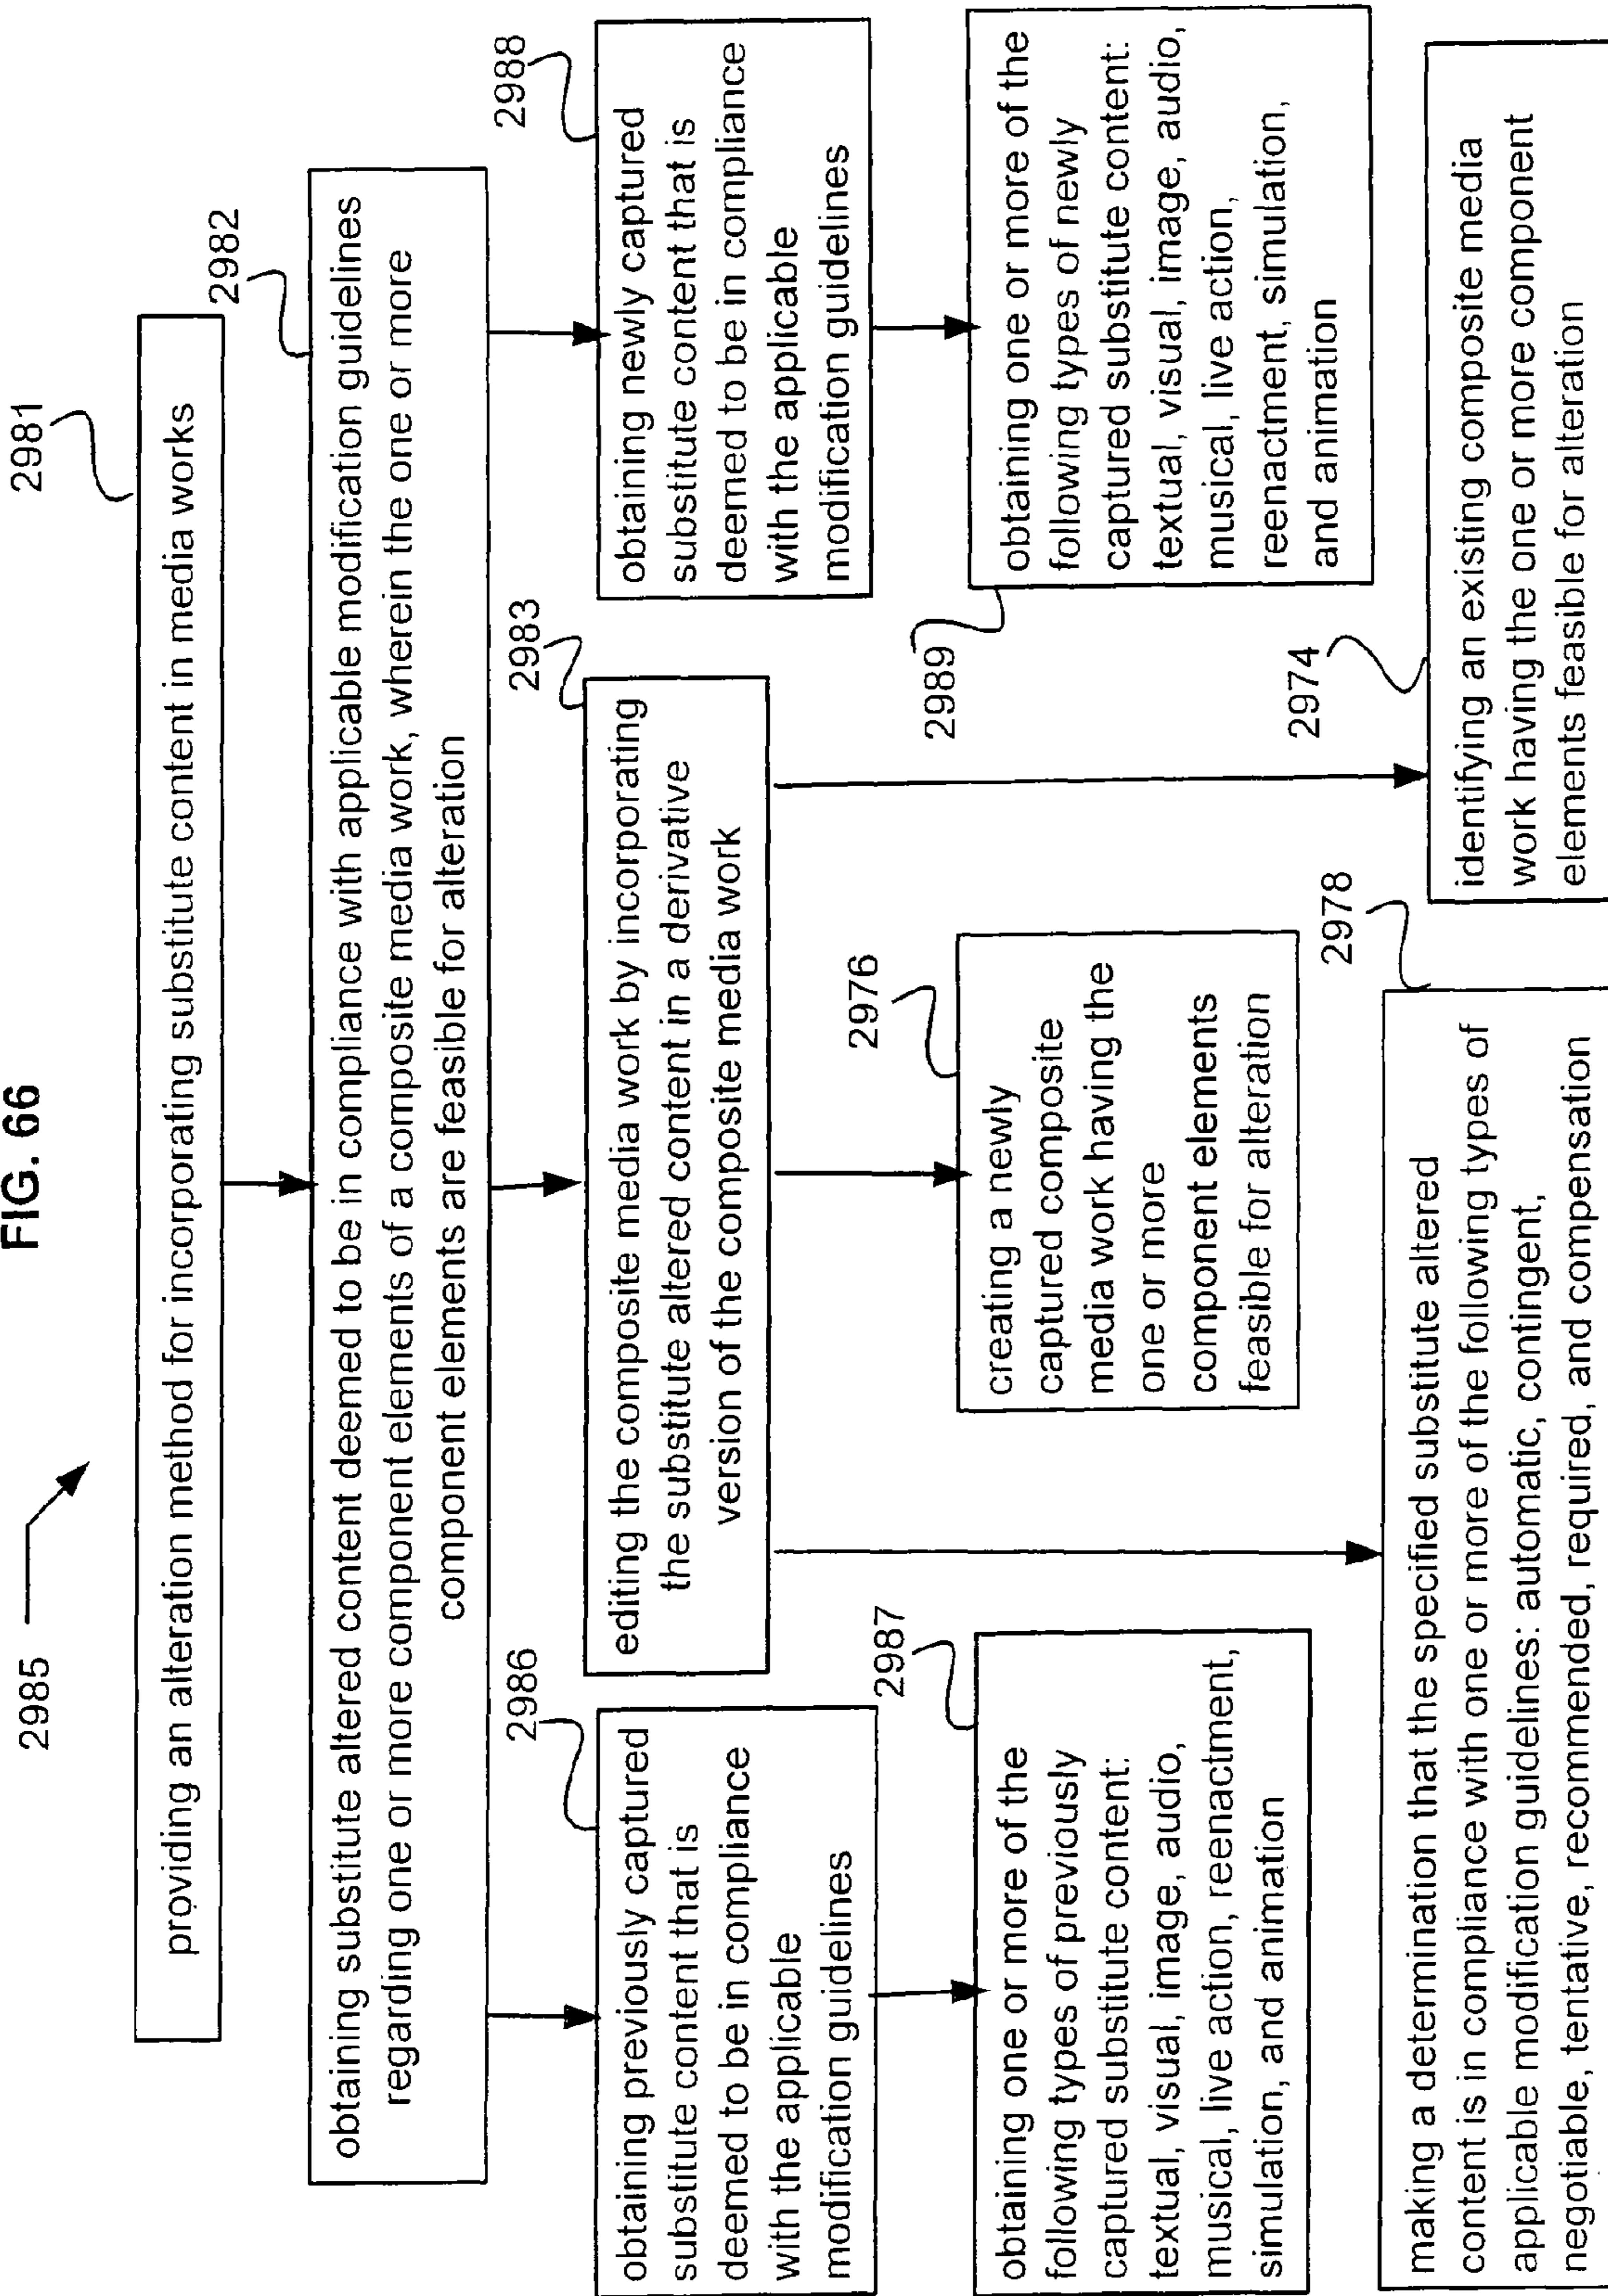 FIG. 66
2985
2981
providing an alteration method for incorporating substitute content in media works
2982
obtaining substitute altered content deemed to be in compliance with applicable modification guidelines
regarding one or more component elements of a composite media work, wherein the one or more
component elements are feasible for alteration
2986
obtaining previously captured
substitute content that is
deemed to be in compliance
with the applicable
modification guidelines
2983
editing the composite media work by incorporating
the substitute altered content in a derivative
version of the composite media work
2988
obtaining newly captured
substitute content that is
deemed to be in compliance
with the applicable
modification guidelines
2987
obtaining one or more of the
following types of previously
captured substitute content:
textual, visual, image, audio,
musical, live action, reenactment,
simulation, and animation
2976
creating a newly
captured composite
media work having the
one or more
component elements
feasible for alteration
2989
obtaining one or more of the
following types of newly
captured substitute content:
textual, visual, image, audio,
musical, live action,
reenactment, simulation,
and animation
2978
making a determination that the specified substitute altered
content is in compliance with one or more of the following types of
applicable modification guidelines: automatic, contingent,
negotiable, tentative, recommended, required, and compensation
2974
identifying an existing composite media
work having the one or more component
elements feasible for alteration